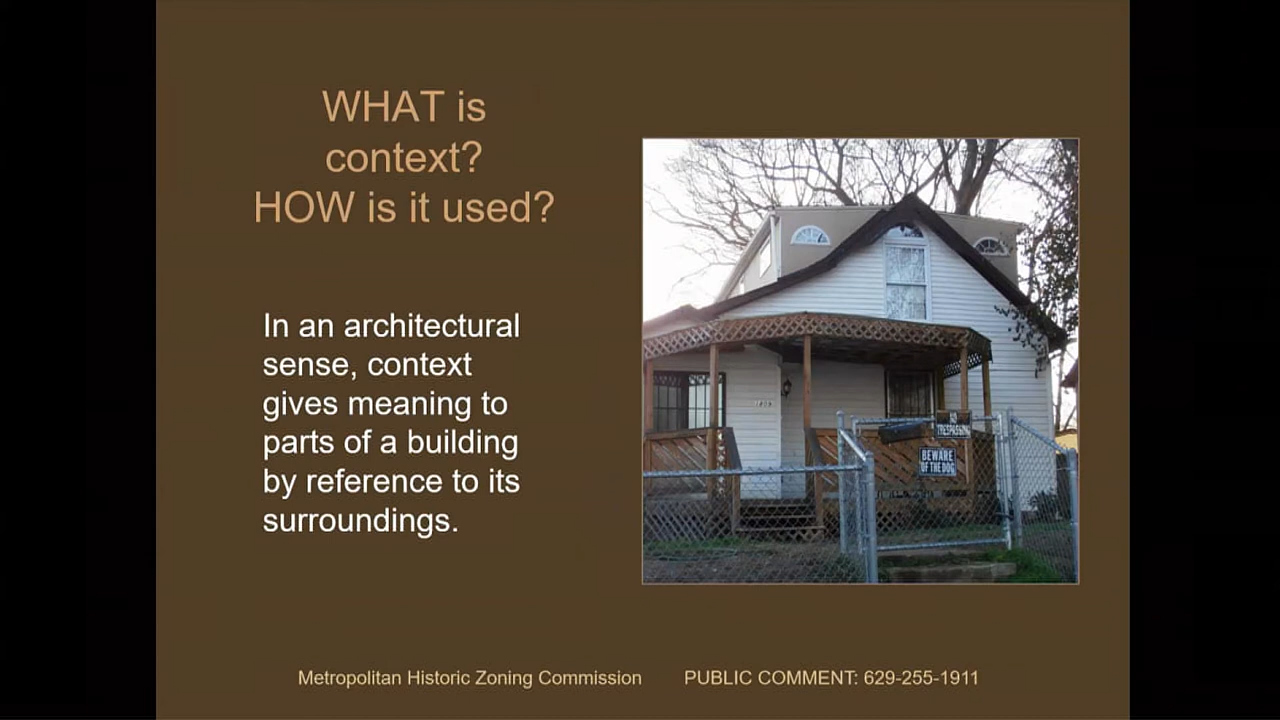 WHAT is
context?
HOW is it used?
In an architectural
sense, context
gives meaning to
parts of a building
by reference to its
surroundings.
NO
TRESPASSING
BEWARE
OF THE DOG
Metropolitan Historic Zoning Commission PUBLIC COMMENT: 629-255-1911